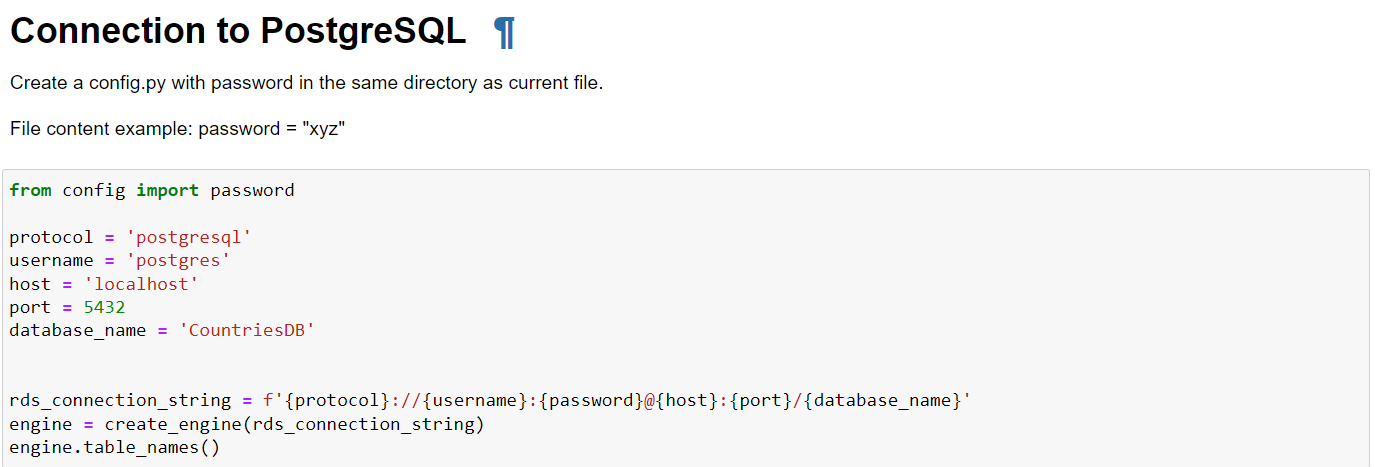 Connection to PostgreSQL ¶
Create a config.py with password in the same directory as current file.
File content example: password = "xyz"
from config import password
protocol = 'postgresql'
username = 'postgres'
host = 'localhost'
port = 5432
database_name = 'CountriesDB'
rds_connection_string = f'{protocol}://{username}:{password}@{host}:{port}/{database_name}'
engine = create_engine(rds_connection_string)
engine.table_names()